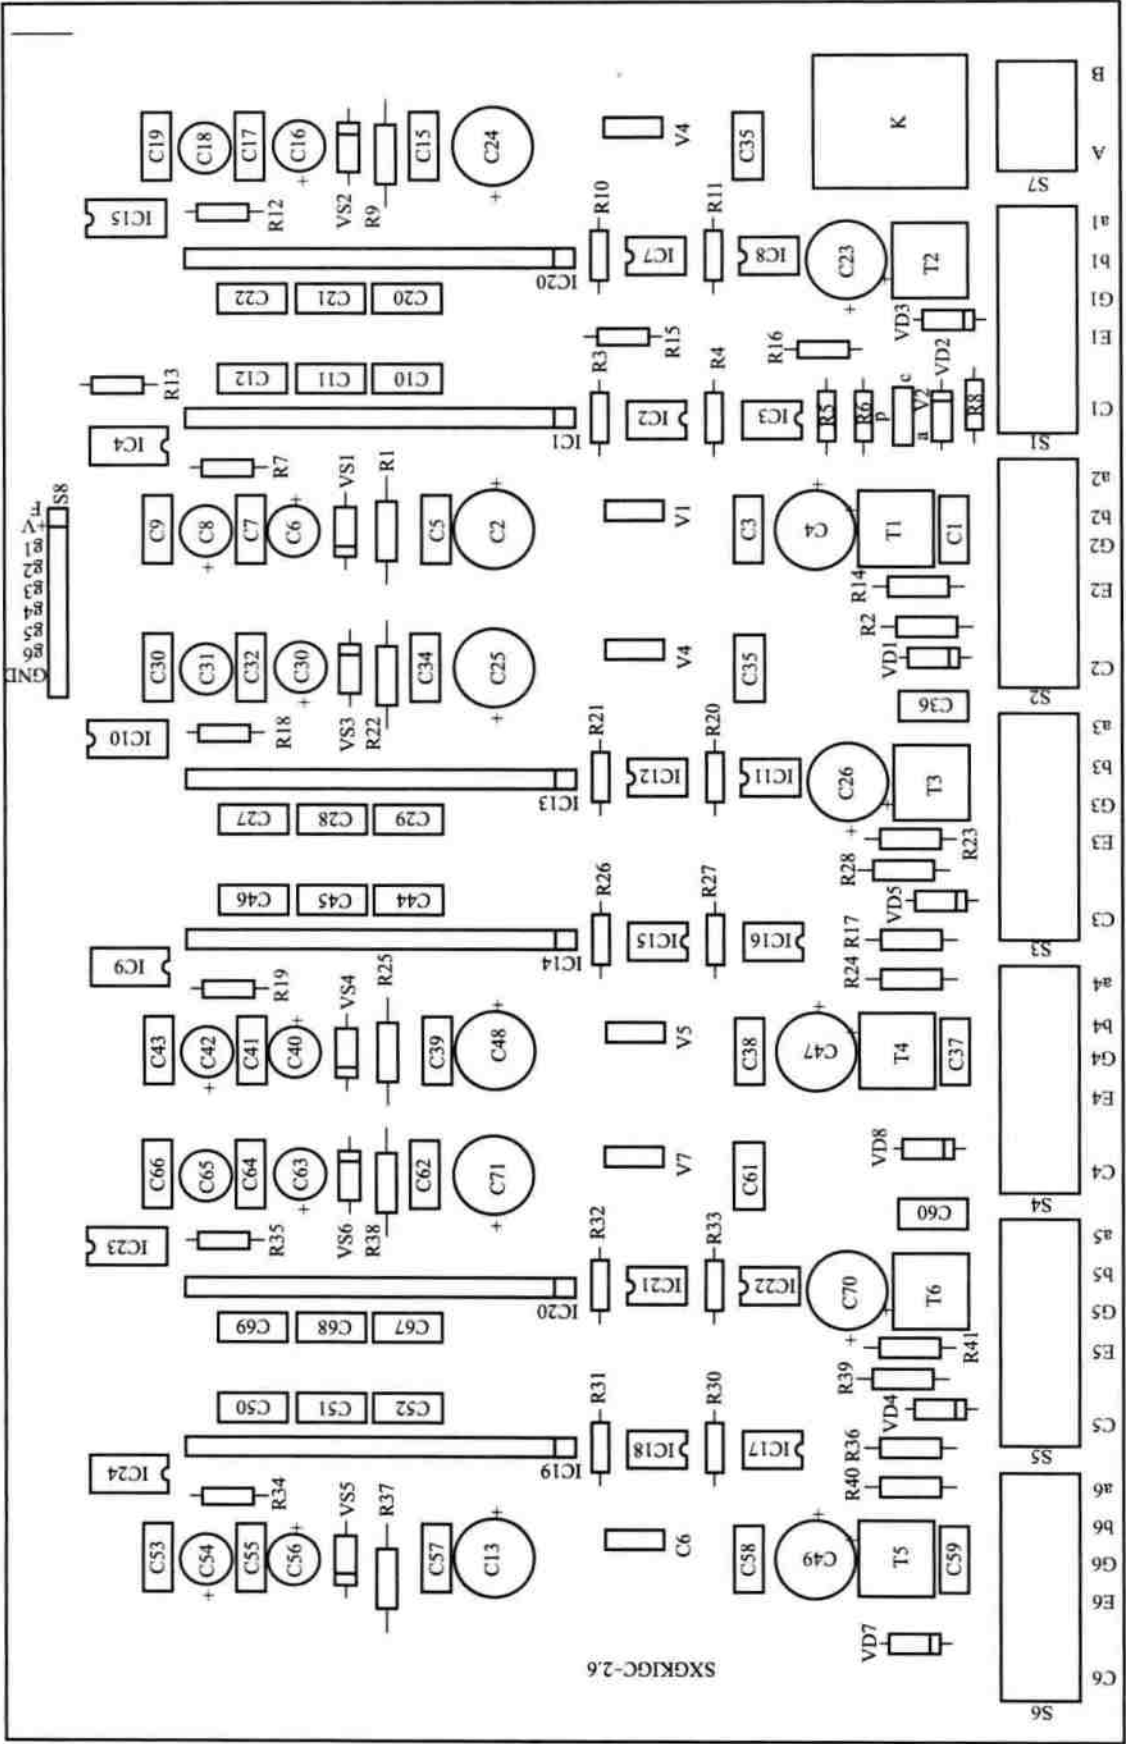 B
K
V4
C35
C19
C18
C17
C16
C15
C24
A
S7
VS2
R9
R12
R10
R11
IC15
a1
b1
G1
E1
C1
S1
IC7
IC8
C23
T2
IC20
C22
C21
C20
VD3
R15
R16
R3
R4
VD2
c
R13
C12
C11
C10
IC1
IC2
IC3
R5
R6
p
V2
a
R8
IC4
R7
VS1
R1
S8
F
V+
g1
g2
g3
g4
g5
g6
GND
C9
C8
C7
C6
C5
C2
V1
C3
C4
T1
C1
a2
b2
G2
E2
C2
S2
R14
R2
VD1
C30
C31
C32
C30
C34
C25
V4
C35
C36
R18
VS3
R22
R21
R20
IC10
IC13
IC12
IC11
C26
T3
a3
b3
G3
E3
C3
S3
C27
C28
C29
R23
R28
VD5
R17
R24
C46
C45
C44
R26
R27
IC14
IC15
IC16
IC9
R19
VS4
R25
C43
C42
C41
C40
C39
C48
V5
C38
C47
T4
C37
a4
b4
G4
E4
C4
S4
VD8
C66
C65
C64
C63
C62
C71
V7
C61
C60
R35
VS6
R38
R32
R33
IC23
IC20
IC21
IC22
C70
T6
a5
b5
G5
E5
C5
S5
C69
C68
C67
R41
R39
VD4
R36
R40
C50
C51
C52
R31
R30
IC19
IC18
IC17
IC24
R34
VS5
R37
C53
C54
C55
C56
C57
C13
C6
C58
C49
T5
C59
a6
b6
G6
E6
C6
S6
VD7
SXGKIGC-2.6